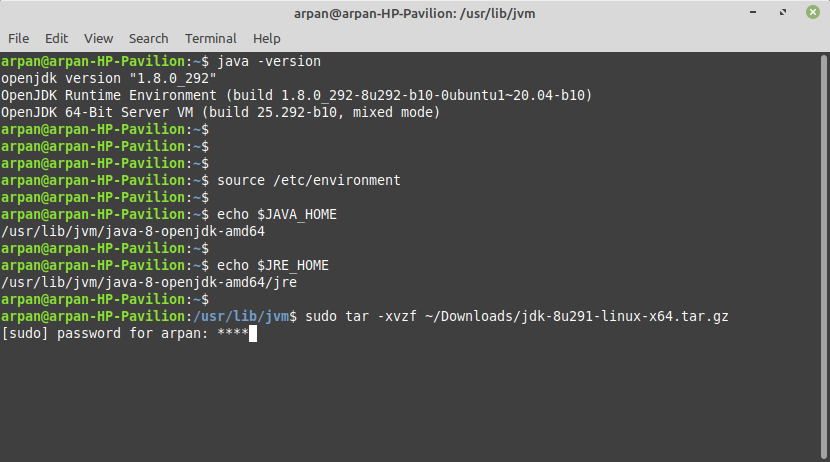 arpan@arpan-HP-Pavilion: /usr/lib/jvm
File Edit View Search Terminal Help
arpan@arpan-HP-Pavilion:~$ java -version
openjdk version "1.8.0_292"
OpenJDK Runtime Environment (build 1.8.0_292-8u292-b10-0ubuntu1~20.04-b10)
OpenJDK 64-Bit Server VM (build 25.292-b10, mixed mode)
arpan@arpan-HP-Pavilion:~$
arpan@arpan-HP-Pavilion:~$
arpan@arpan-HP-Pavilion:~$
arpan@arpan-HP-Pavilion:~$ source /etc/environment
arpan@arpan-HP-Pavilion:~$
arpan@arpan-HP-Pavilion:~$ echo $JAVA_HOME
/usr/lib/jvm/java-8-openjdk-amd64
arpan@arpan-HP-Pavilion:~$
arpan@arpan-HP-Pavilion:~$ echo $JRE_HOME
/usr/lib/jvm/java-8-openjdk-amd64/jre
arpan@arpan-HP-Pavilion:~$
arpan@arpan-HP-Pavilion:/usr/lib/jvm$ sudo tar -xvzf ~/Downloads/jdk-8u291-linux-x64.tar.gz
[sudo] password for arpan: ****